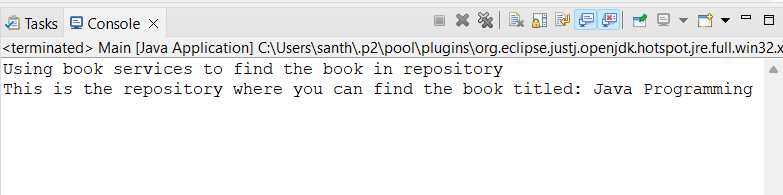 Tasks Console
<terminated> Main [Java Application] C:\Users\santh\.p2\pool\plugins\org.eclipse.justj.openjdk.hotspot.jre.full.win32.x
Using book services to find the book in repository
This is the repository where you can find the book titled: Java Programming